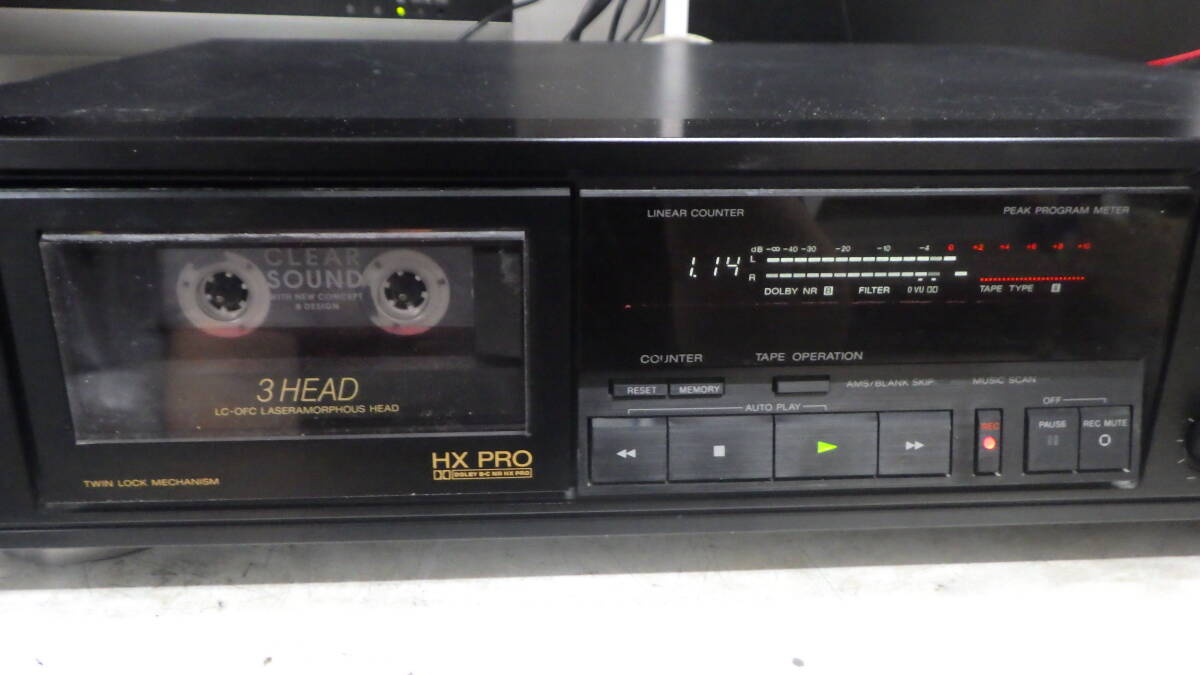 CLEAR
SOUND
WITH NEW CONCEPT
& DESIGN
3 HEAD
LC-OFC LASERAMORPHOUS HEAD
TWIN LOCK MECHANISM
HX PRO
DOLBY B-C NR HX PRO
LINEAR COUNTER
PEAK PROGRAM METER
1.14
dB -∞ -40 -30 -20 -10 -4 0 +2 +4 +6 +8 +10
L
R
DOLBY NR B FILTER 0 VU TAPE TYPE
COUNTER
TAPE OPERATION
RESET MEMORY
AMS/BLANK SKIP
MUSIC SCAN
AUTO PLAY
OFF
REC
PAUSE
REC MUTE